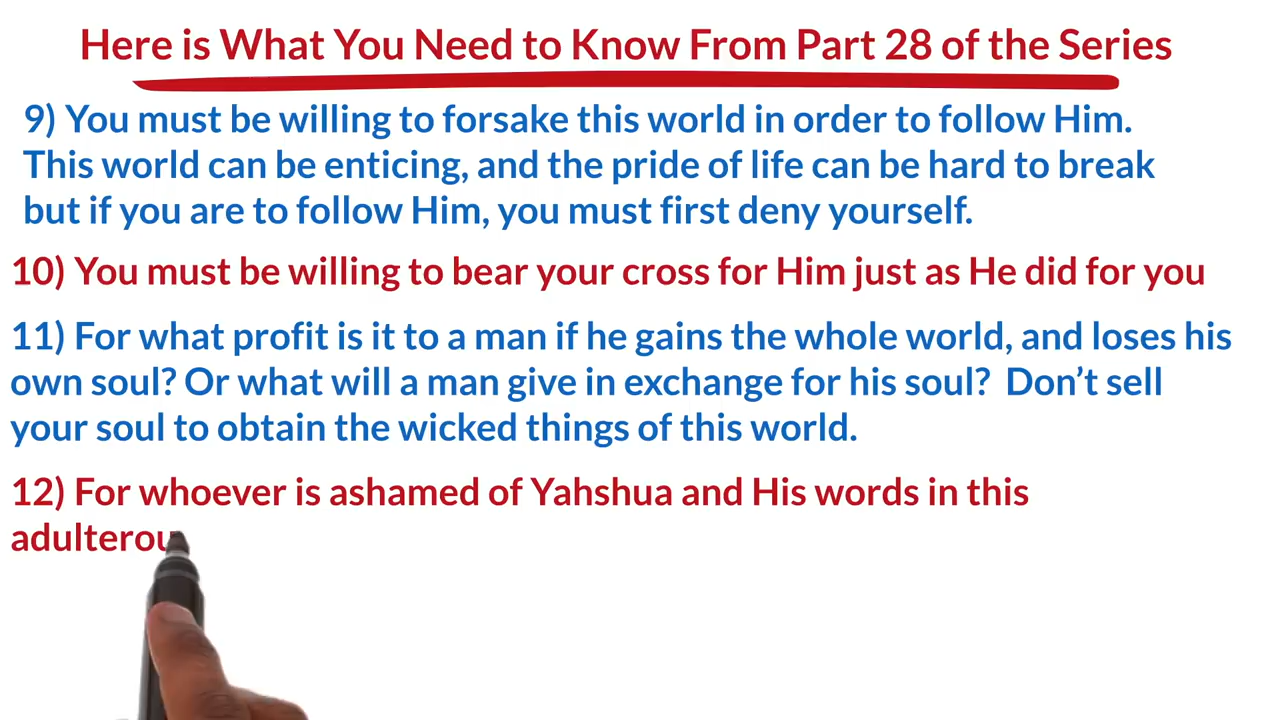 Here is What You Need to Know From Part 28 of the Series
9) You must be willing to forsake this world in order to follow Him.
This world can be enticing, and the pride of life can be hard to break
but if you are to follow Him, you must first deny yourself.
10) You must be willing to bear your cross for Him just as He did for you
11) For what profit is it to a man if he gains the whole world, and loses his
own soul? Or what will a man give in exchange for his soul?  Don’t sell
your soul to obtain the wicked things of this world.
12) For whoever is ashamed of Yahshua and His words in this
adulterou